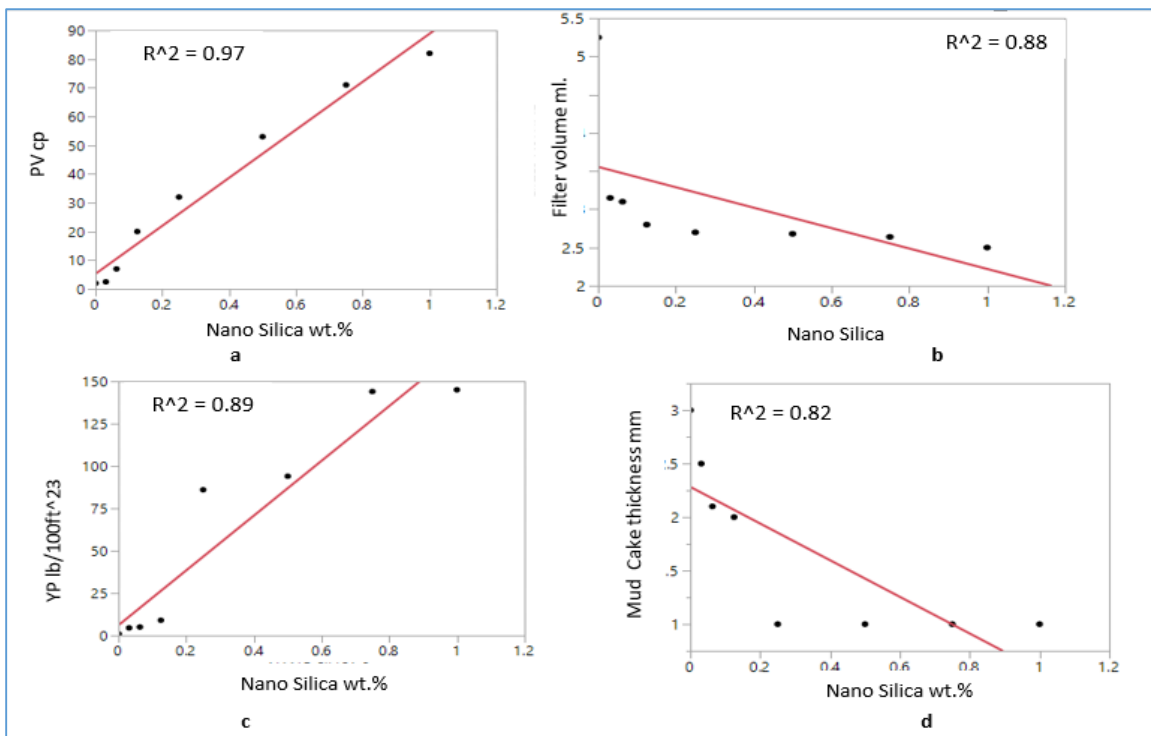 90
80
70
60
50
40
30
20
10
0
R^2 = 0.97
PV cp
0 0.2 0.4 0.6 0.8 1 1.2
Nano Silica wt.%
a
5.5
5
2.5
2
R^2 = 0.88
Filter volume ml.
0 0.2 0.4 0.6 0.8 1 1.2
Nano Silica
b
150
125
100
75
50
25
0
R^2 = 0.89
YP lb/100ft^23
0 0.2 0.4 0.6 0.8 1 1.2
Nano Silica wt.%
c
3
.5
2
.5
1
R^2 = 0.82
Mud Cake thickness mm
0 0.2 0.4 0.6 0.8 1 1.2
Nano Silica wt.%
d